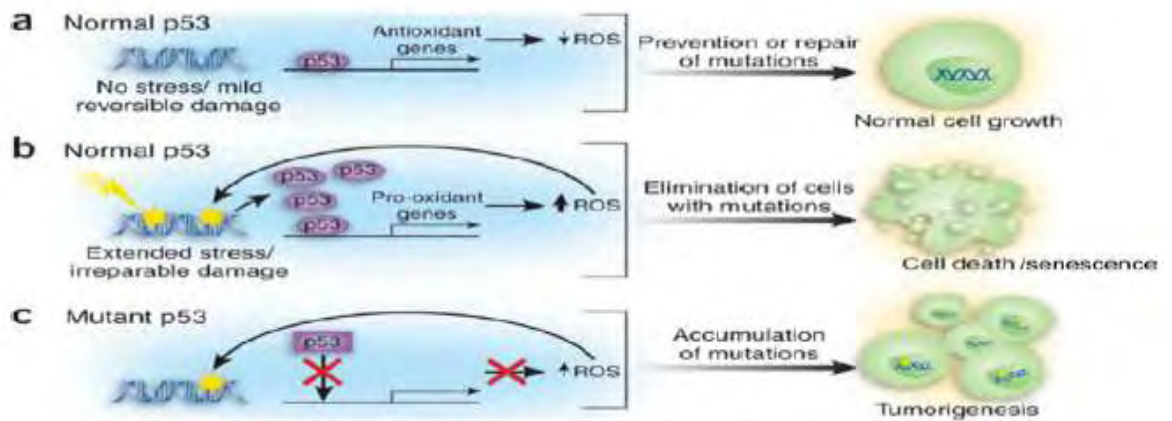 a Normal p53
No stress/ mild
reversible damage
p53
Antioxidant
genes
ROS
Prevention or repair
of mutations
Normal cell growth
b Normal p53
Extended stress/
irreparable damage
p53
p53
p53
p53
Pro-oxidant
genes
ROS
Elimination of cells
with mutations
Cell death/senescence
c Mutant p53
p53
ROS
Accumulation
of mutations
Tumorigenesis